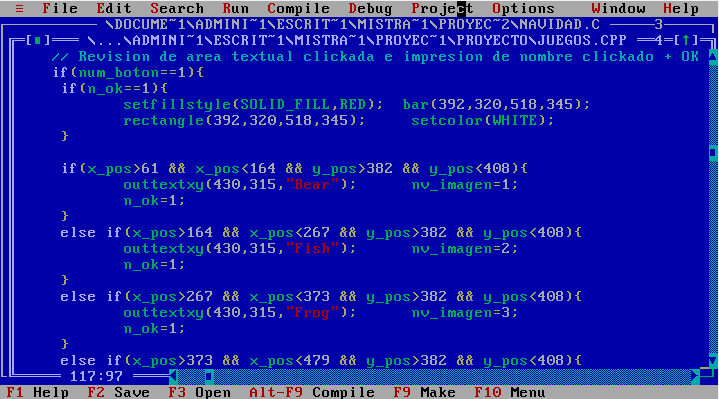 ≡ File Edit Search Run Compile Debug Project Options Window Help
\DOCUME~1\ADMINI~1\ESCRIT~1\MISTRA~1\PROYEC~2\NAVIDAD.C 3
[■] \...\ADMINI~1\ESCRIT~1\MISTRA~1\PROYEC~1\PROYECTO\JUEGOS.CPP 4=[↑]
// Revision de area textual clickada e impresion de nombre clickado + OK
if(num_boton==1){
if(n_ok==1){
setfillstyle(SOLID_FILL,RED); bar(392,320,518,345);
rectangle(392,320,518,345); setcolor(WHITE);
}
if(x_pos>61 && x_pos<164 && y_pos>382 && y_pos<408){
outtextxy(430,315,"Bear"); nv_imagen=1;
n_ok=1;
}
else if(x_pos>164 && x_pos<267 && y_pos>382 && y_pos<408){
outtextxy(430,315,"Fish"); nv_imagen=2;
n_ok=1;
}
else if(x_pos>267 && x_pos<373 && y_pos>382 && y_pos<408){
outtextxy(430,315,"Frog"); nv_imagen=3;
n_ok=1;
}
else if(x_pos>373 && x_pos<479 && y_pos>382 && y_pos<408){
117:97
F1 Help F2 Save F3 Open Alt-F9 Compile F9 Make F10 Menu